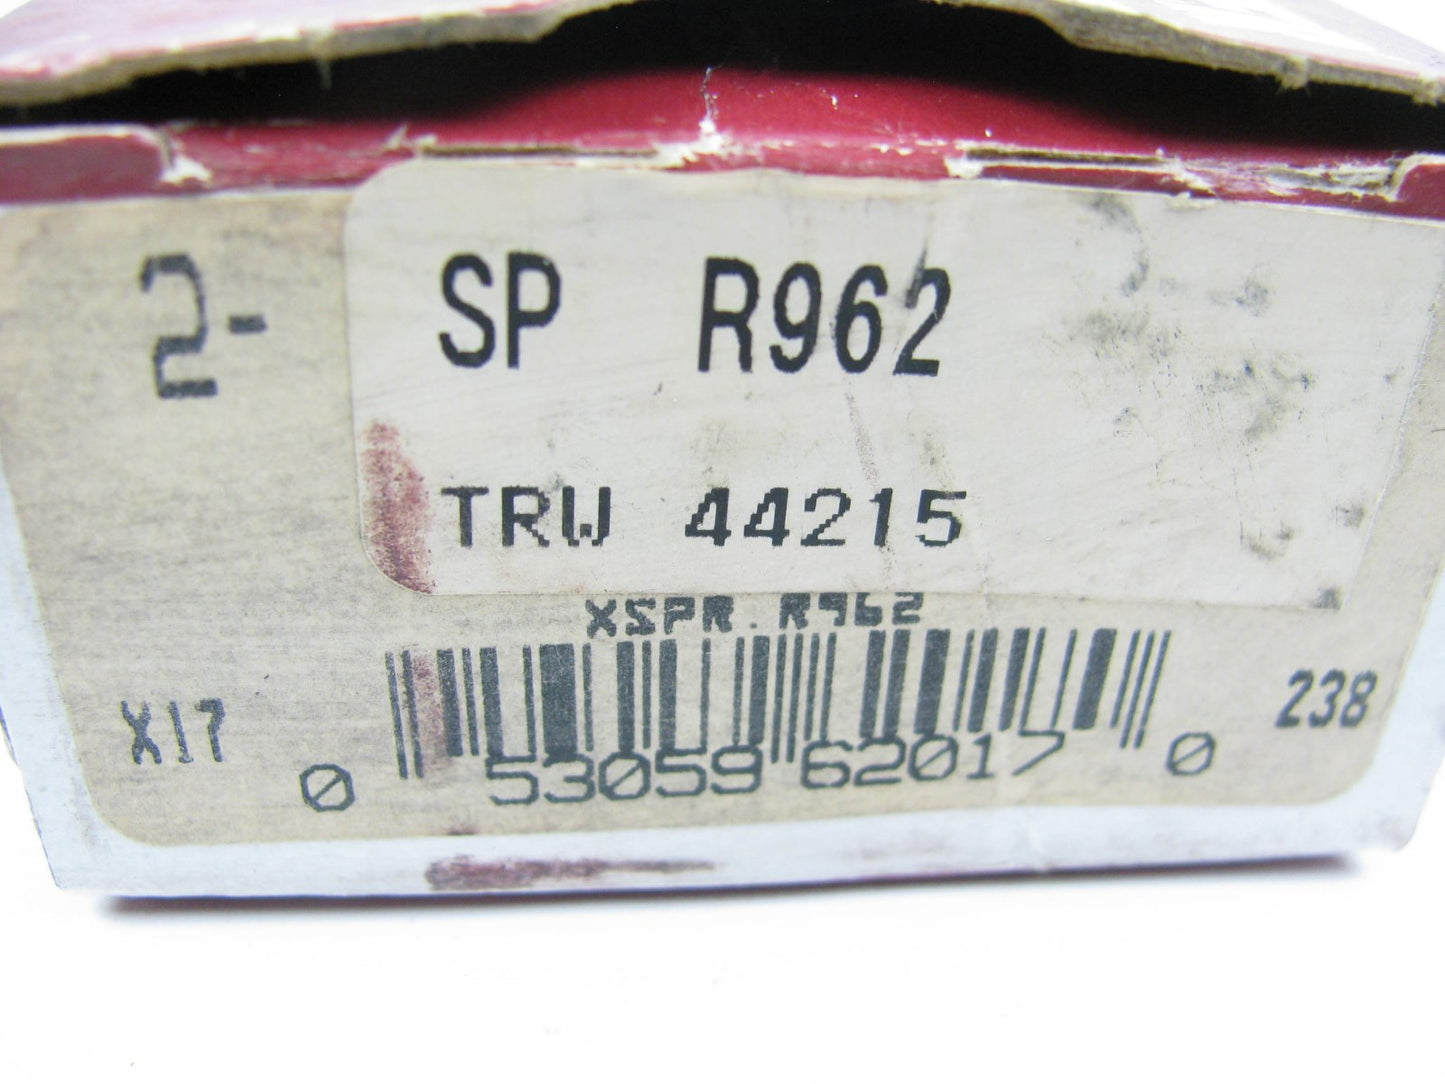 2-
SP R962
TRW 44215
XSPR.R962
X17
238
0 53059 62017 0